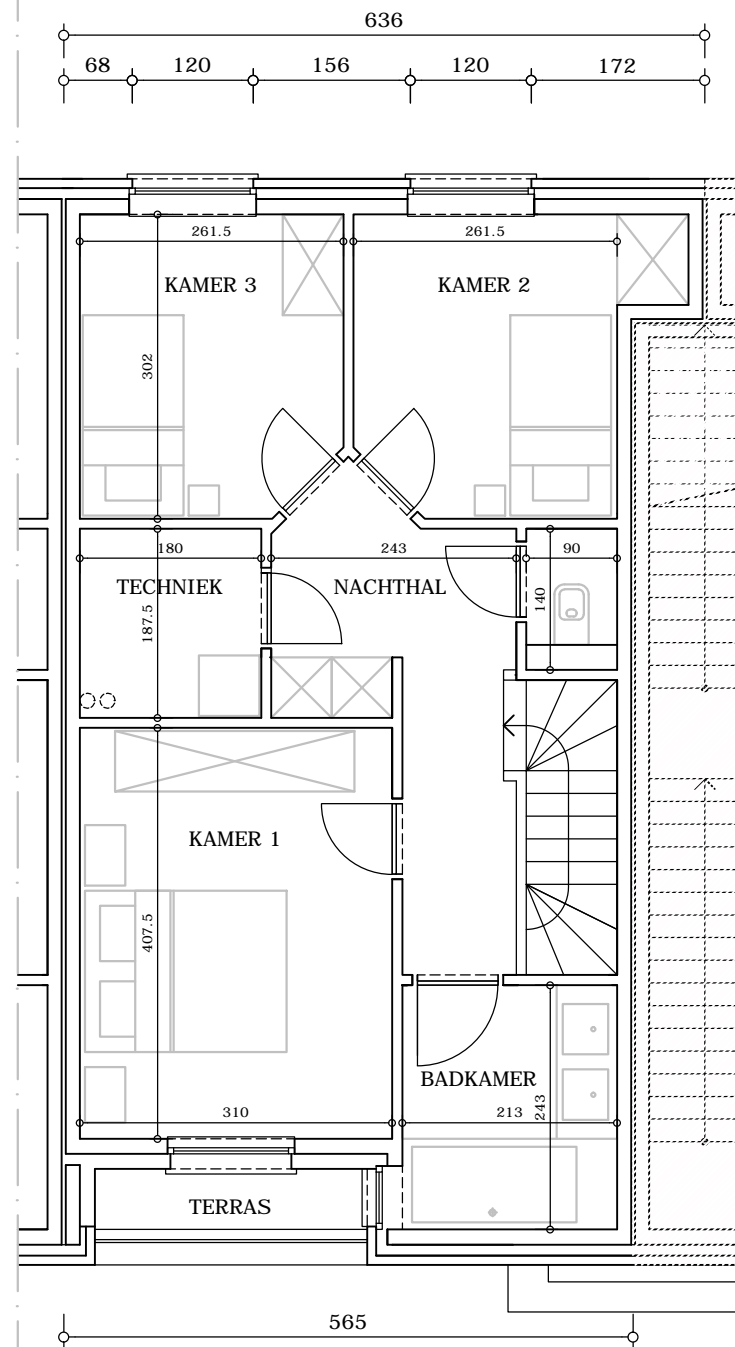 636
68 120 156 120 172
261.5 261.5
KAMER 3 KAMER 2
302
180 243 90
TECHNIEK NACHTHAL
187.5 140
KAMER 1
407.5
BADKAMER
310 213 243
TERRAS
565